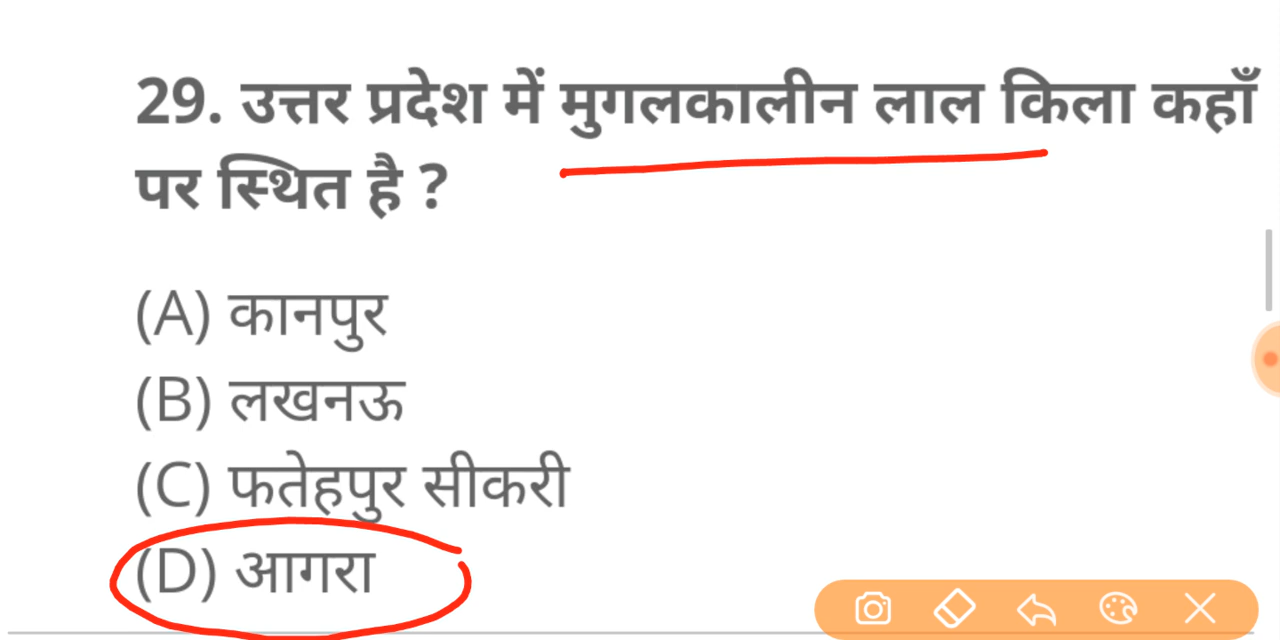 29. उत्तर प्रदेश में मुगलकालीन लाल किला कहाँ
पर स्थित है ?
(A) कानपुर
(B) लखनऊ
(C) फतेहपुर सीकरी
(D) आगरा